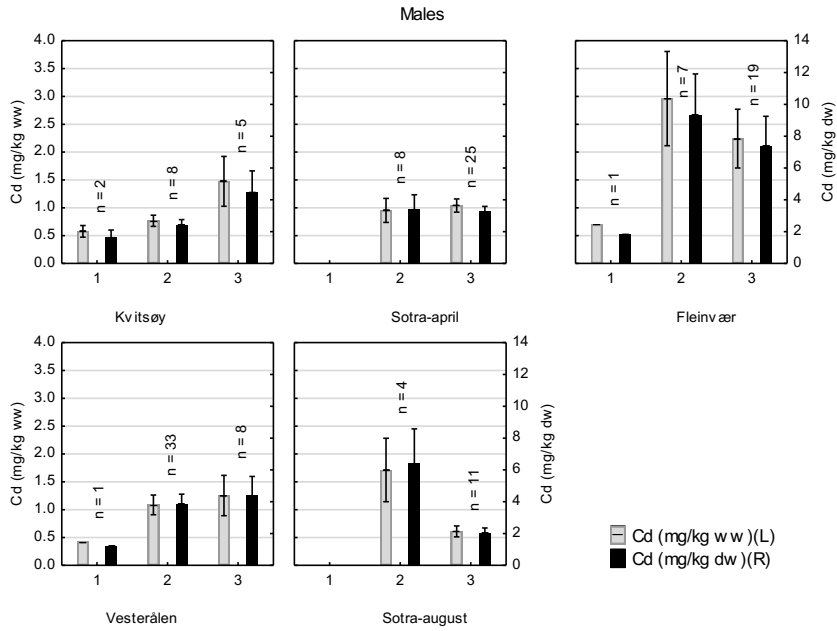 Males
Cd (mg/kg ww)
4.0
3.5
3.0
2.5
2.0
1.5
1.0
0.5
0.0
n = 2
n = 8
n = 5
1 2 3
Kvitsøy
n = 8
n = 25
1 2 3
Sotra-april
n = 1
n = 7
n = 19
1 2 3
Fleinvær
14
12
10
8
6
4
2
0
Cd (mg/kg dw)
Cd (mg/kg ww)
4.0
3.5
3.0
2.5
2.0
1.5
1.0
0.5
0.0
n = 1
n = 33
n = 8
1 2 3
Vesterålen
n = 4
n = 11
1 2 3
Sotra-august
14
12
10
8
6
4
2
0
Cd (mg/kg dw)
Cd (mg/kg ww)(L)
Cd (mg/kg dw)(R)